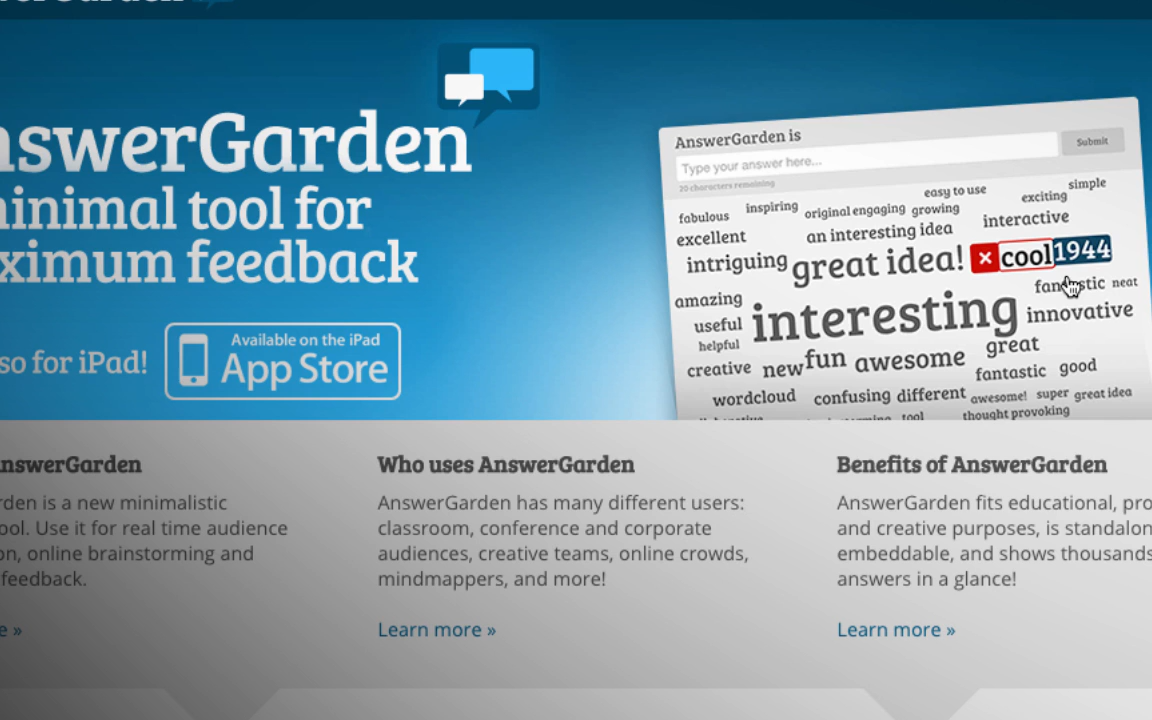 nswerGarden
inimal tool for
ximum feedback
so for iPad!
Available on the iPad
App Store
AnswerGarden is
Type your answer here...
Submit
20 characters remaining
fabulous inspiring original engaging growing easy to use exciting simple
excellent an interesting idea interactive
intriguing great idea! × cool 1944
amazing fantastic neat
useful interesting innovative
helpful
creative new fun awesome great
fantastic good
wordcloud confusing different awesome! super great idea
tool thought provoking
nswerGarden
rden is a new minimalistic
ool. Use it for real time audience
on, online brainstorming and
feedback.
e »
Who uses AnswerGarden
AnswerGarden has many different users:
classroom, conference and corporate
audiences, creative teams, online crowds,
mindmappers, and more!
Learn more »
Benefits of AnswerGarden
AnswerGarden fits educational, pro
and creative purposes, is standalon
embeddable, and shows thousands
answers in a glance!
Learn more »